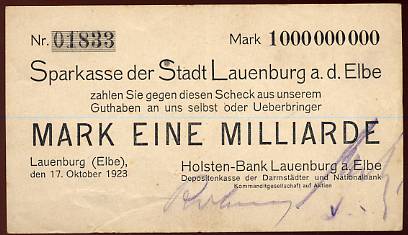 Nr. 01833 Mark 1000000000
Sparkasse der Stadt Lauenburg a. d. Elbe
zahlen Sie gegen diesen Scheck aus unserem
Guthaben an uns selbst oder Ueberbringer
MARK EINE MILLIARDE
Lauenburg (Elbe), Holsten-Bank Lauenburg a Elbe
den 17. Oktober 1923 Depositenkasse der Darmstädter und Nationalbank
Kommanditgesellschaft auf Aktien